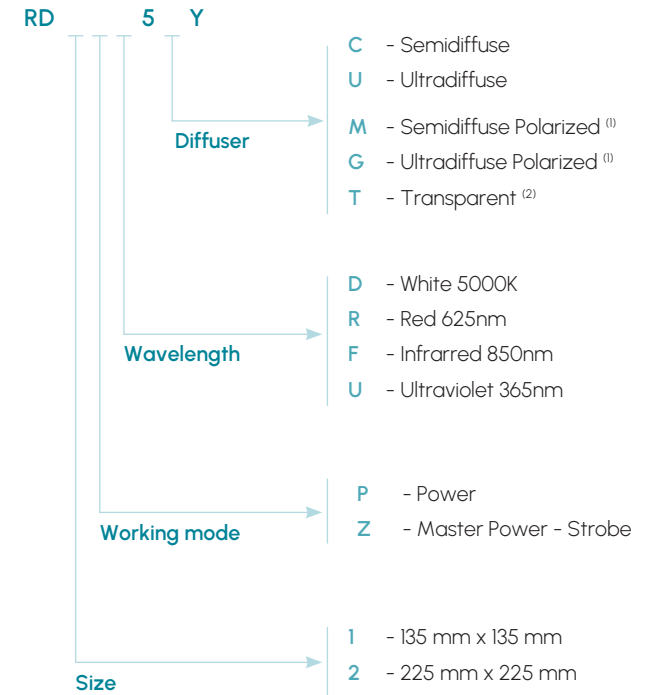 RD 5 Y
C - Semidiffuse
U - Ultradiffuse
M - Semidiffuse Polarized (1)
G - Ultradiffuse Polarized (1)
T - Transparent (2)
Diffuser
D - White 5000K
R - Red 625nm
F - Infrarred 850nm
U - Ultraviolet 365nm
Wavelength
P - Power
Z - Master Power - Strobe
Working mode
1 - 135 mm x 135 mm
2 - 225 mm x 225 mm
Size